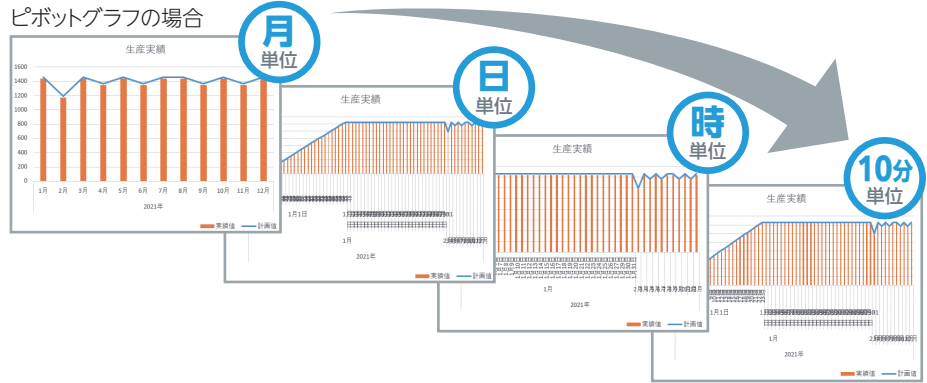 ピボットグラフの場合
月
単位
生産実績
1600
1400
1200
1000
800
600
400
200
0
1月 2月 3月 4月 5月 6月 7月 8月 9月 10月 11月 12月
2021年
実績値 計画値
日
単位
生産実績
1月1日
1月
2021年
実績値 計画値
時
単位
生産実績
1月
2021年
実績値 計画値
10分
単位
生産実績
1月1日
1月
2021年
実績値 計画値